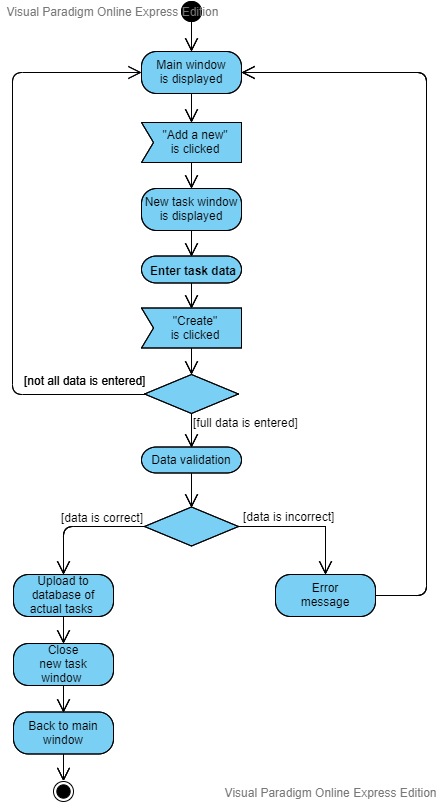 Visual Paradigm Online Express Edition
Main window
is displayed
"Add a new"
is clicked
New task window
is displayed
Enter task data
"Create"
is clicked
[not all data is entered]
[full data is entered]
Data validation
[data is correct]
[data is incorrect]
Upload to
database of
actual tasks
Error
message
Close
new task
window
Back to main
window
Visual Paradigm Online Express Edition